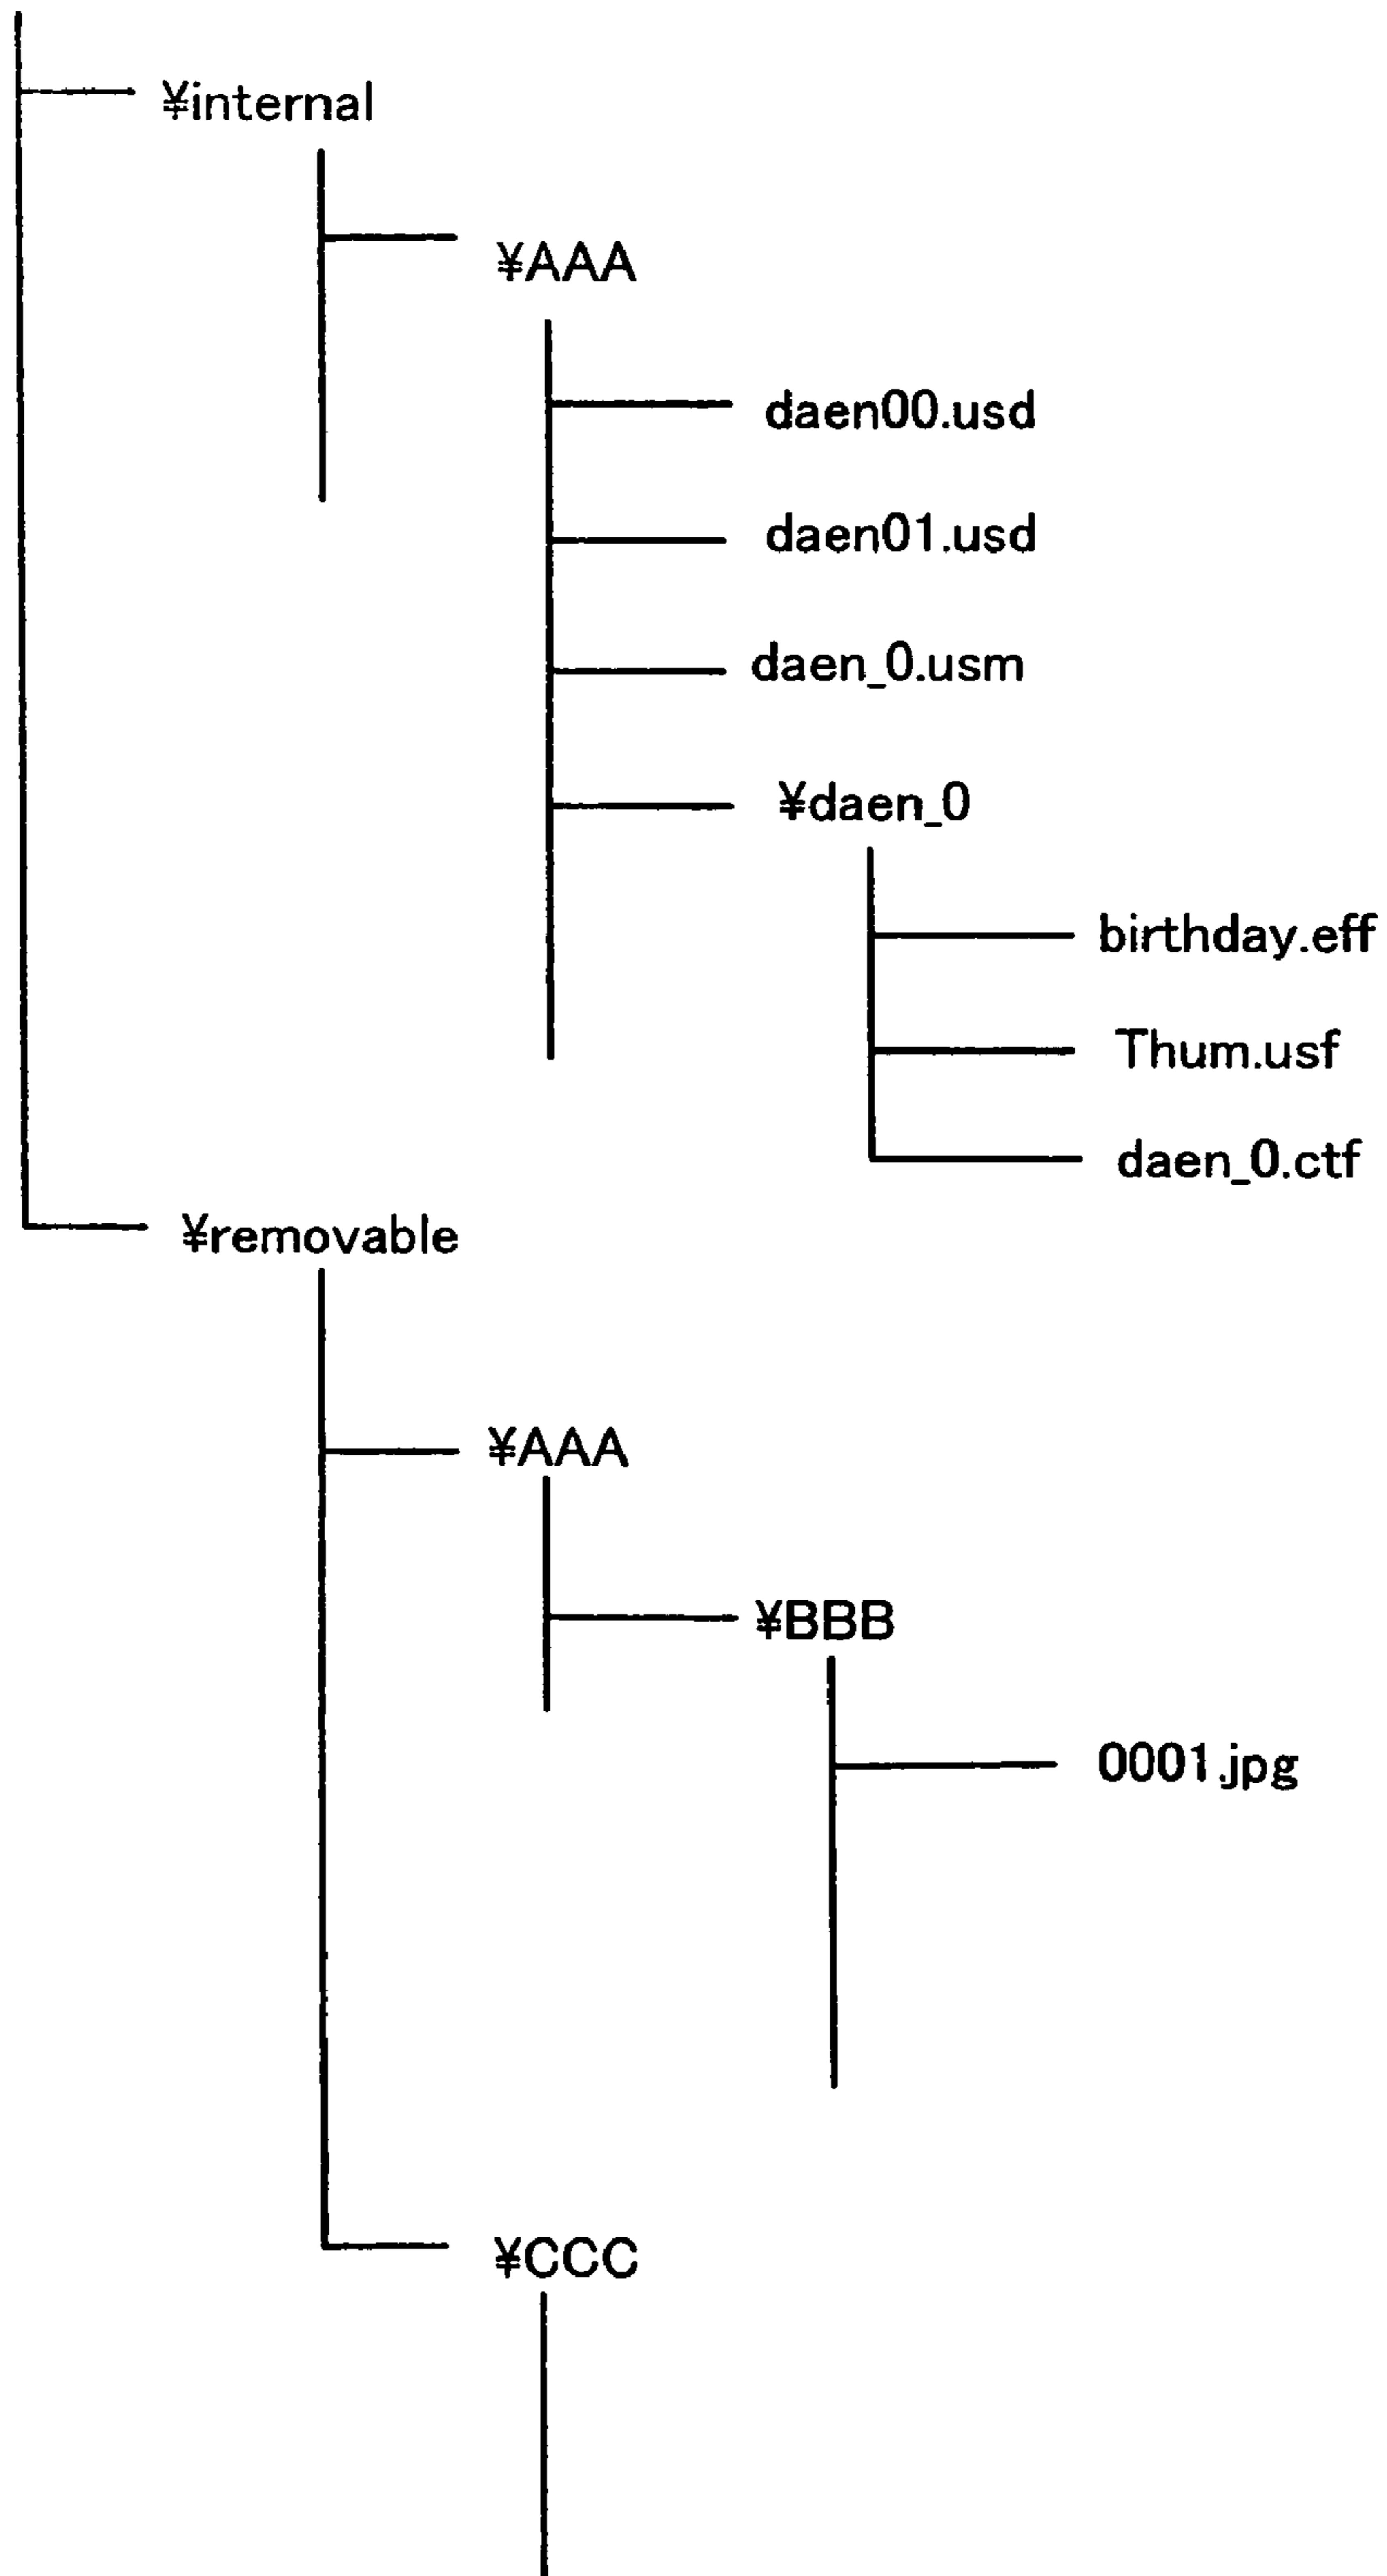 ¥internal
¥AAA
daen00.usd
daen01.usd
daen_0.usm
¥daen_0
birthday.eff
Thum.usf
daen_0.ctf
¥removable
¥AAA
¥BBB
0001.jpg
¥CCC